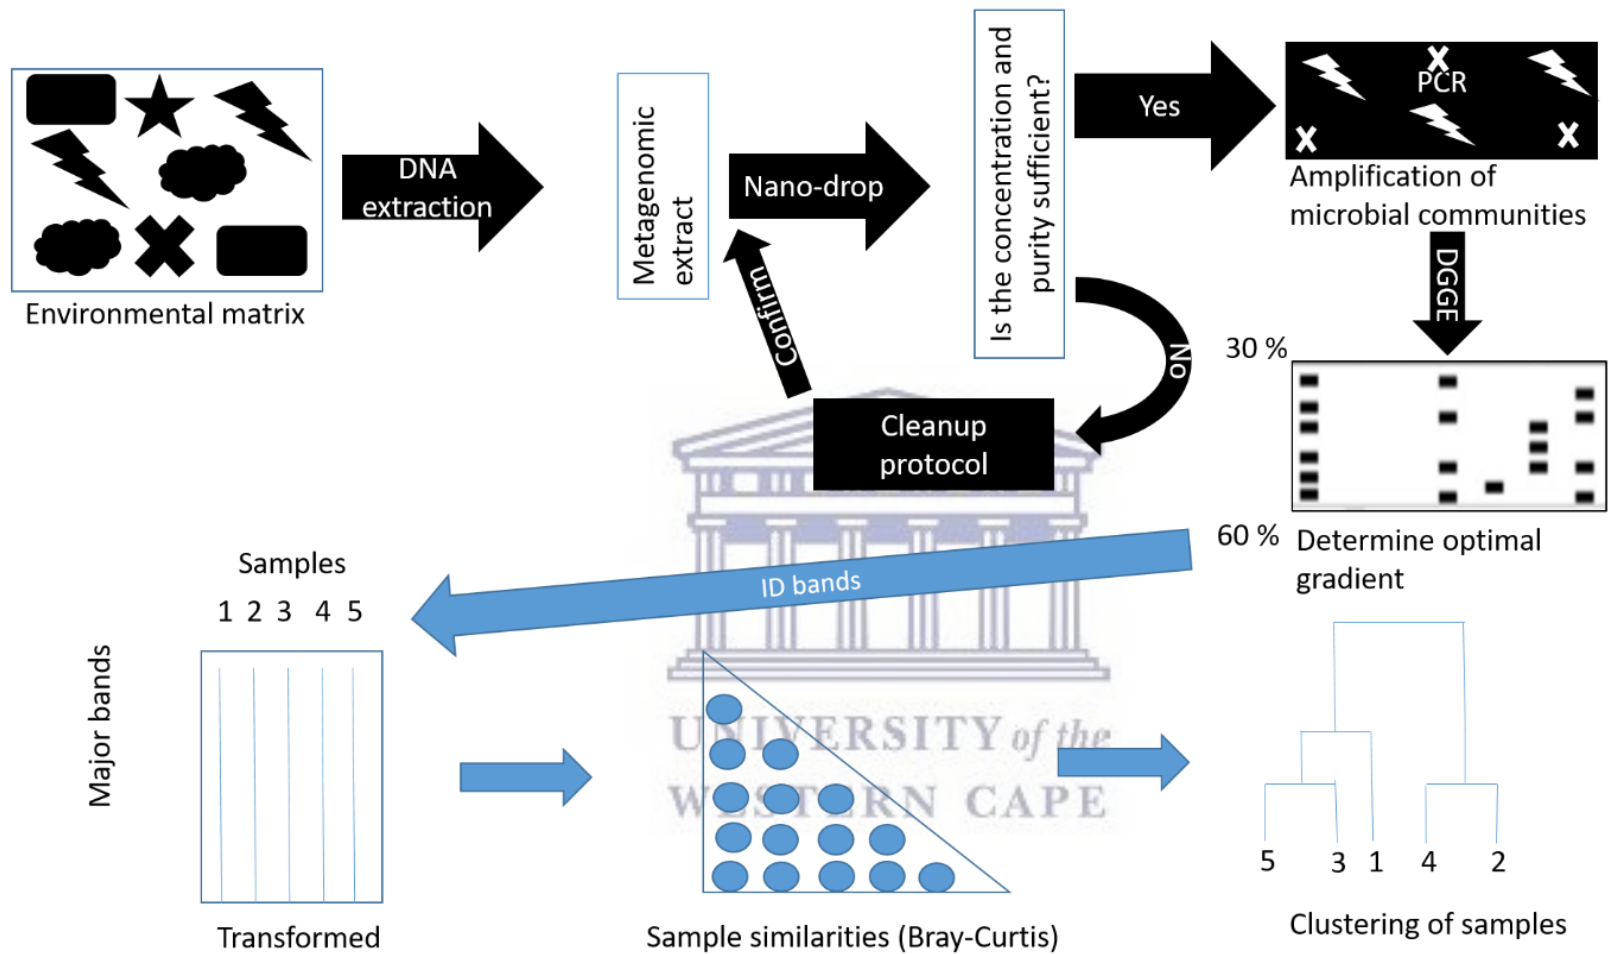 Environmental matrix
DNA
extraction
Metagenomic
extract
Nano-drop
Is the concentration and
purity sufficient?
Yes
PCR
Amplification of
microbial communities
No
Cleanup
protocol
Confirm
DGGE
30 %
60 %
Determine optimal
gradient
ID bands
Samples
1 2 3 4 5
Major bands
Transformed
UNIVERSITY of the
WESTERN CAPE
Sample similarities (Bray-Curtis)
5 3 1 4 2
Clustering of samples